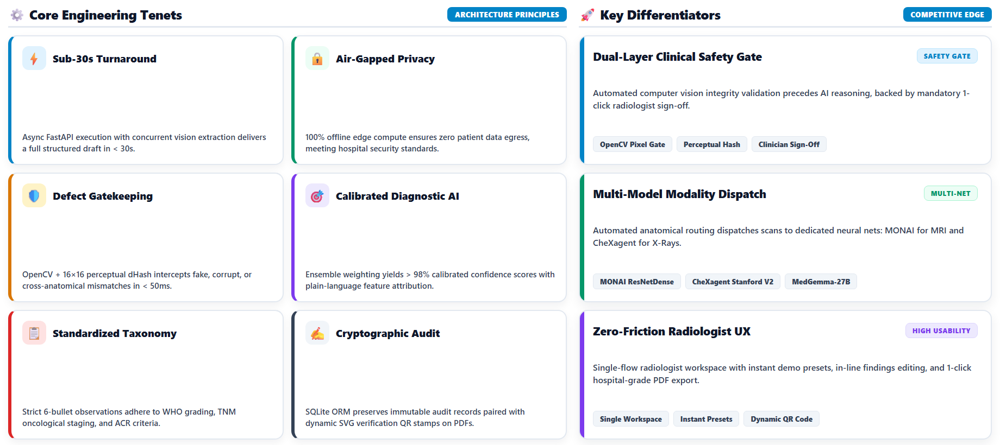 Core Engineering Tenets
ARCHITECTURE PRINCIPLES
Sub-30s Turnaround
Async FastAPI execution with concurrent vision extraction delivers
a full structured draft in < 30s.
Air-Gapped Privacy
100% offline edge compute ensures zero patient data egress,
meeting hospital security standards.
Defect Gatekeeping
OpenCV + 16×16 perceptual dHash intercepts fake, corrupt, or
cross-anatomical mismatches in < 50ms.
Calibrated Diagnostic AI
Ensemble weighting yields > 98% calibrated confidence scores with
plain-language feature attribution.
Standardized Taxonomy
Strict 6-bullet observations adhere to WHO grading, TNM
oncological staging, and ACR criteria.
Cryptographic Audit
SQLite ORM preserves immutable audit records paired with
dynamic SVG verification QR stamps on PDFs.
Key Differentiators
COMPETITIVE EDGE
Dual-Layer Clinical Safety Gate
SAFETY GATE
Automated computer vision integrity validation precedes AI reasoning, backed by mandatory 1-
click radiologist sign-off.
OpenCV Pixel Gate
Perceptual Hash
Clinician Sign-Off
Multi-Model Modality Dispatch
MULTI-NET
Automated anatomical routing dispatches scans to dedicated neural nets: MONAI for MRI and
CheXagent for X-Rays.
MONAI ResNetDense
CheXagent Stanford V2
MedGemma-27B
Zero-Friction Radiologist UX
HIGH USABILITY
Single-flow radiologist workspace with instant demo presets, in-line findings editing, and 1-click
hospital-grade PDF export.
Single Workspace
Instant Presets
Dynamic QR Code